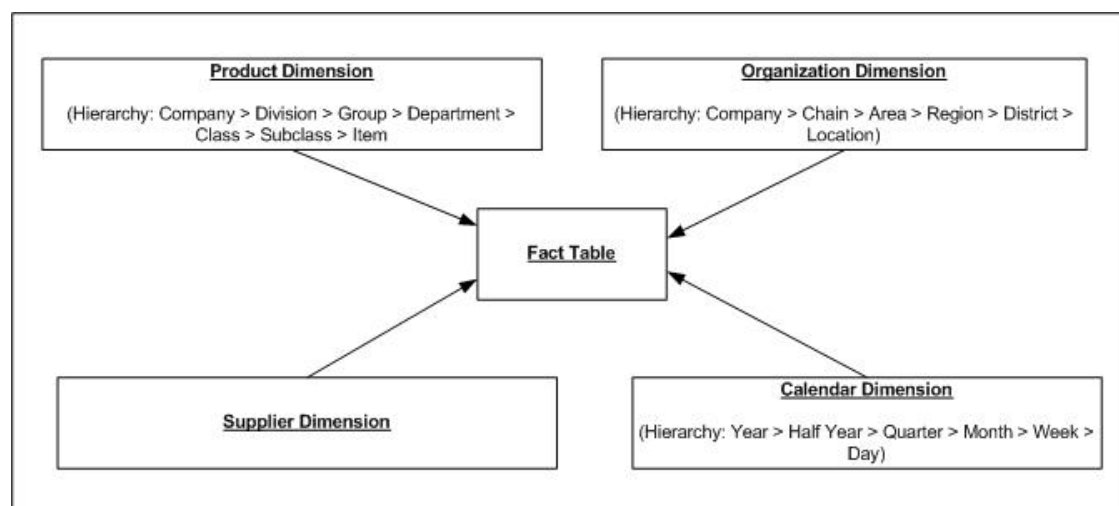 Product Dimension
(Hierarchy: Company > Division > Group > Department >
Class > Subclass > Item
Organization Dimension
(Hierarchy: Company > Chain > Area > Region > District >
Location)
Fact Table
Supplier Dimension
Calendar Dimension
(Hierarchy: Year > Half Year > Quarter > Month > Week >
Day)